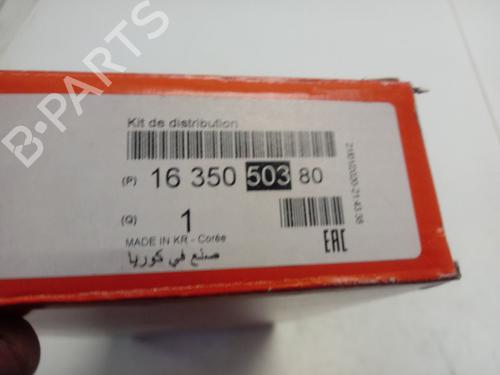 B-PARTS
Kit de distribution
(P) 16 350 503 80
(Q) 1
MADE IN KR - Corée
صنع في كوريا
EAC